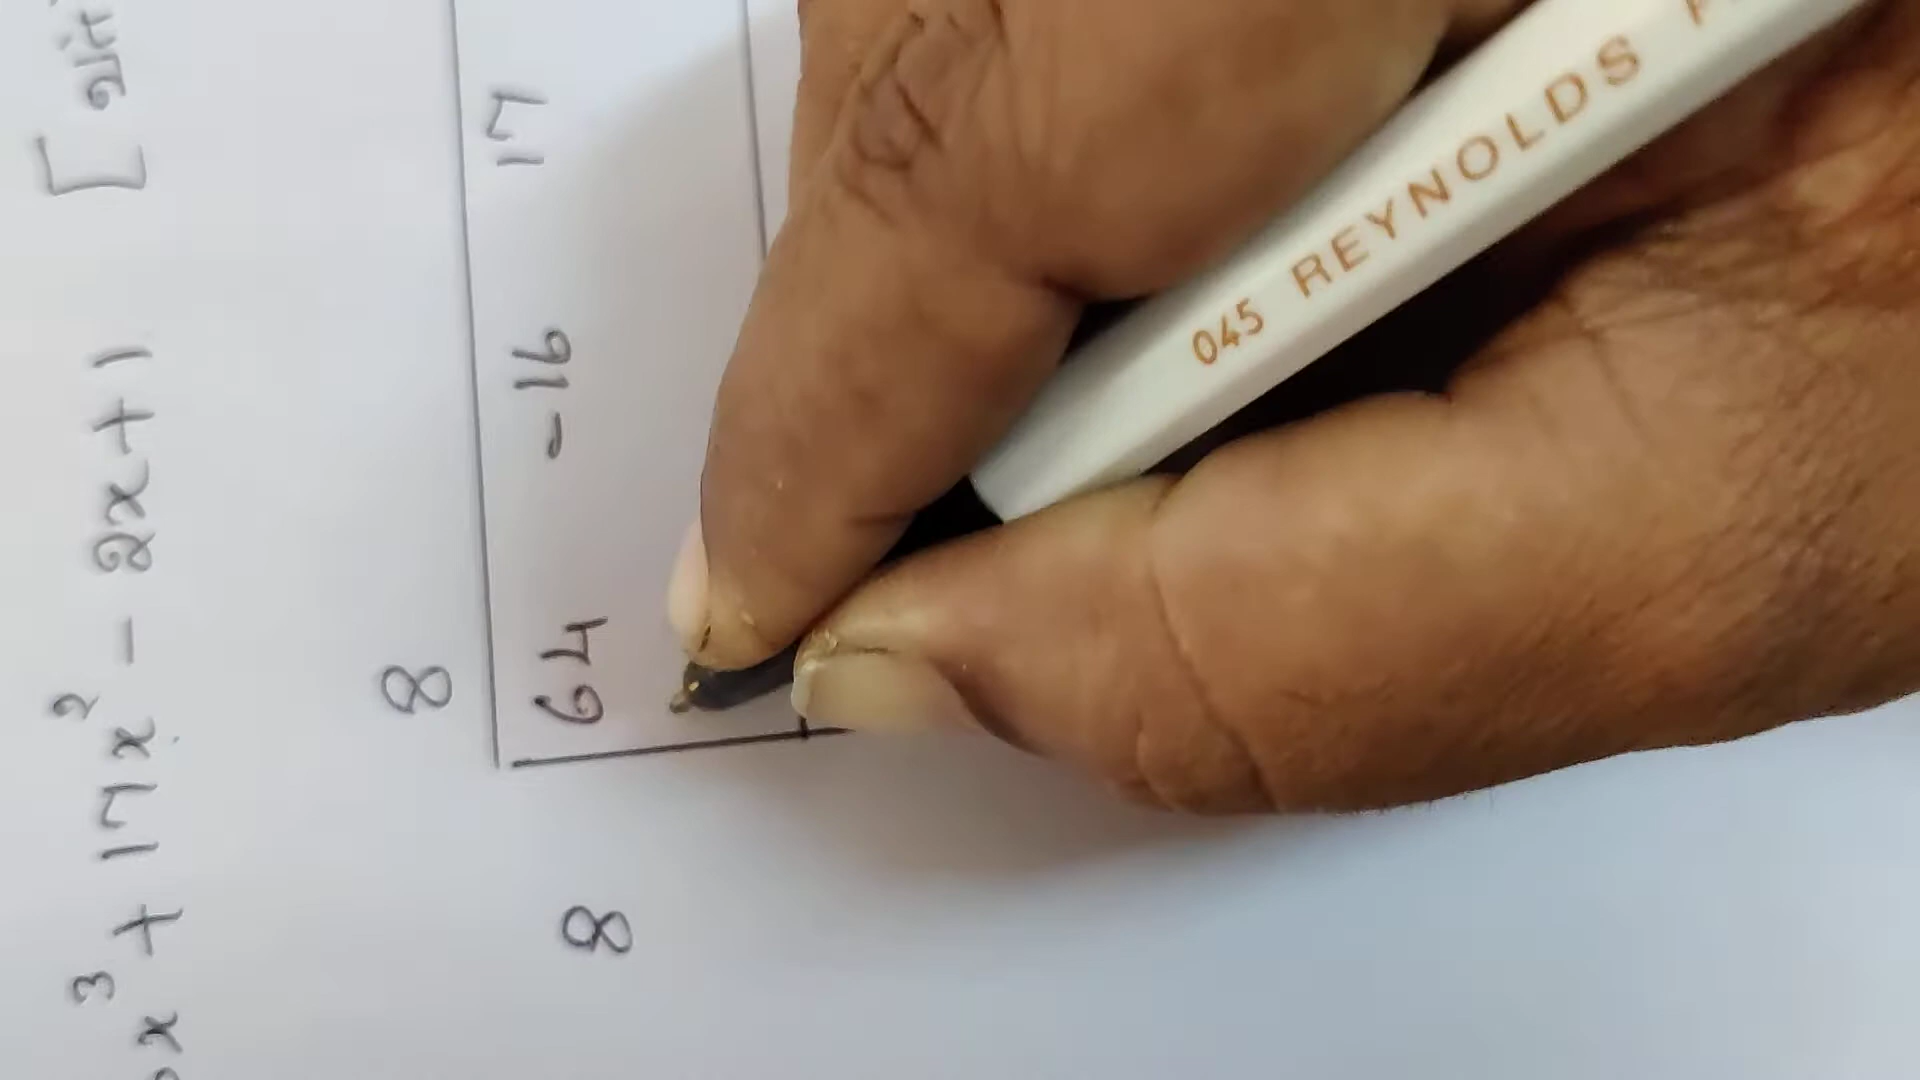 x³ + 17x² - 2x + 1 [
8
8 64 -16 17
045 REYNOLDS